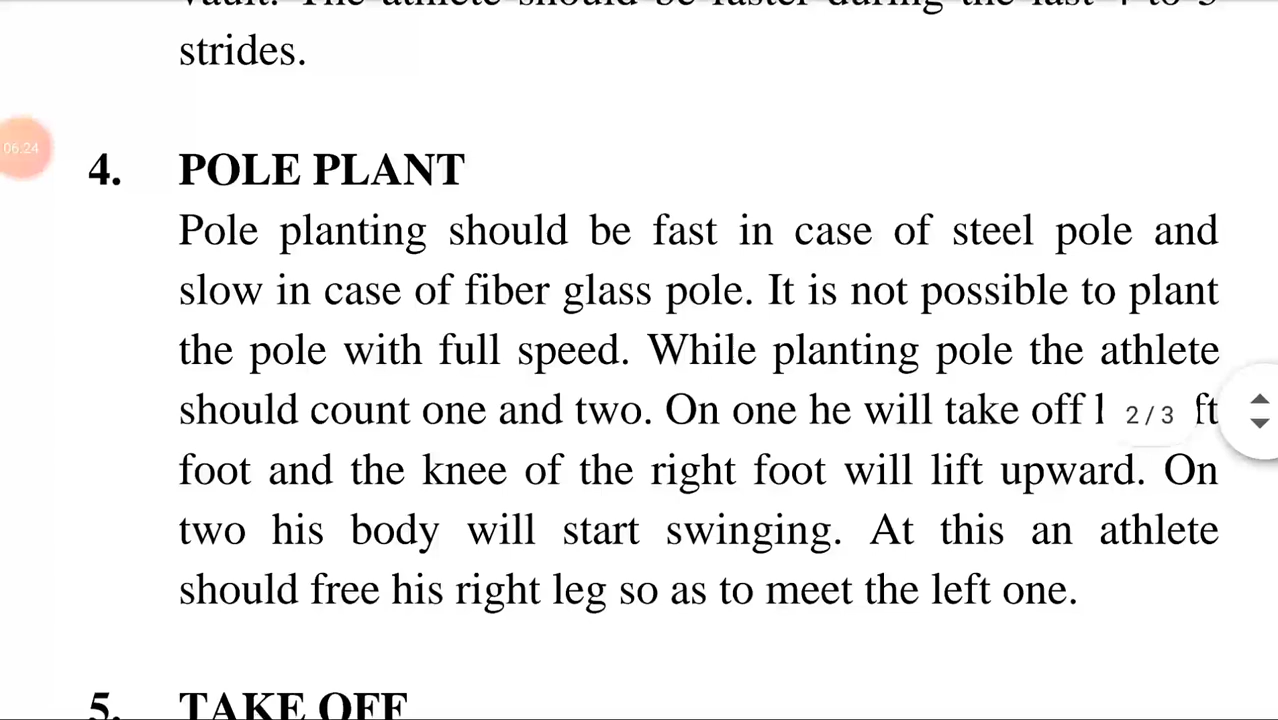 strides.
06:24
4. POLE PLANT
Pole planting should be fast in case of steel pole and
slow in case of fiber glass pole. It is not possible to plant
the pole with full speed. While planting pole the athlete
should count one and two. On one he will take off
2 / 3
foot and the knee of the right foot will lift upward. On
two his body will start swinging. At this an athlete
should free his right leg so as to meet the left one.
5. TAKE OFF